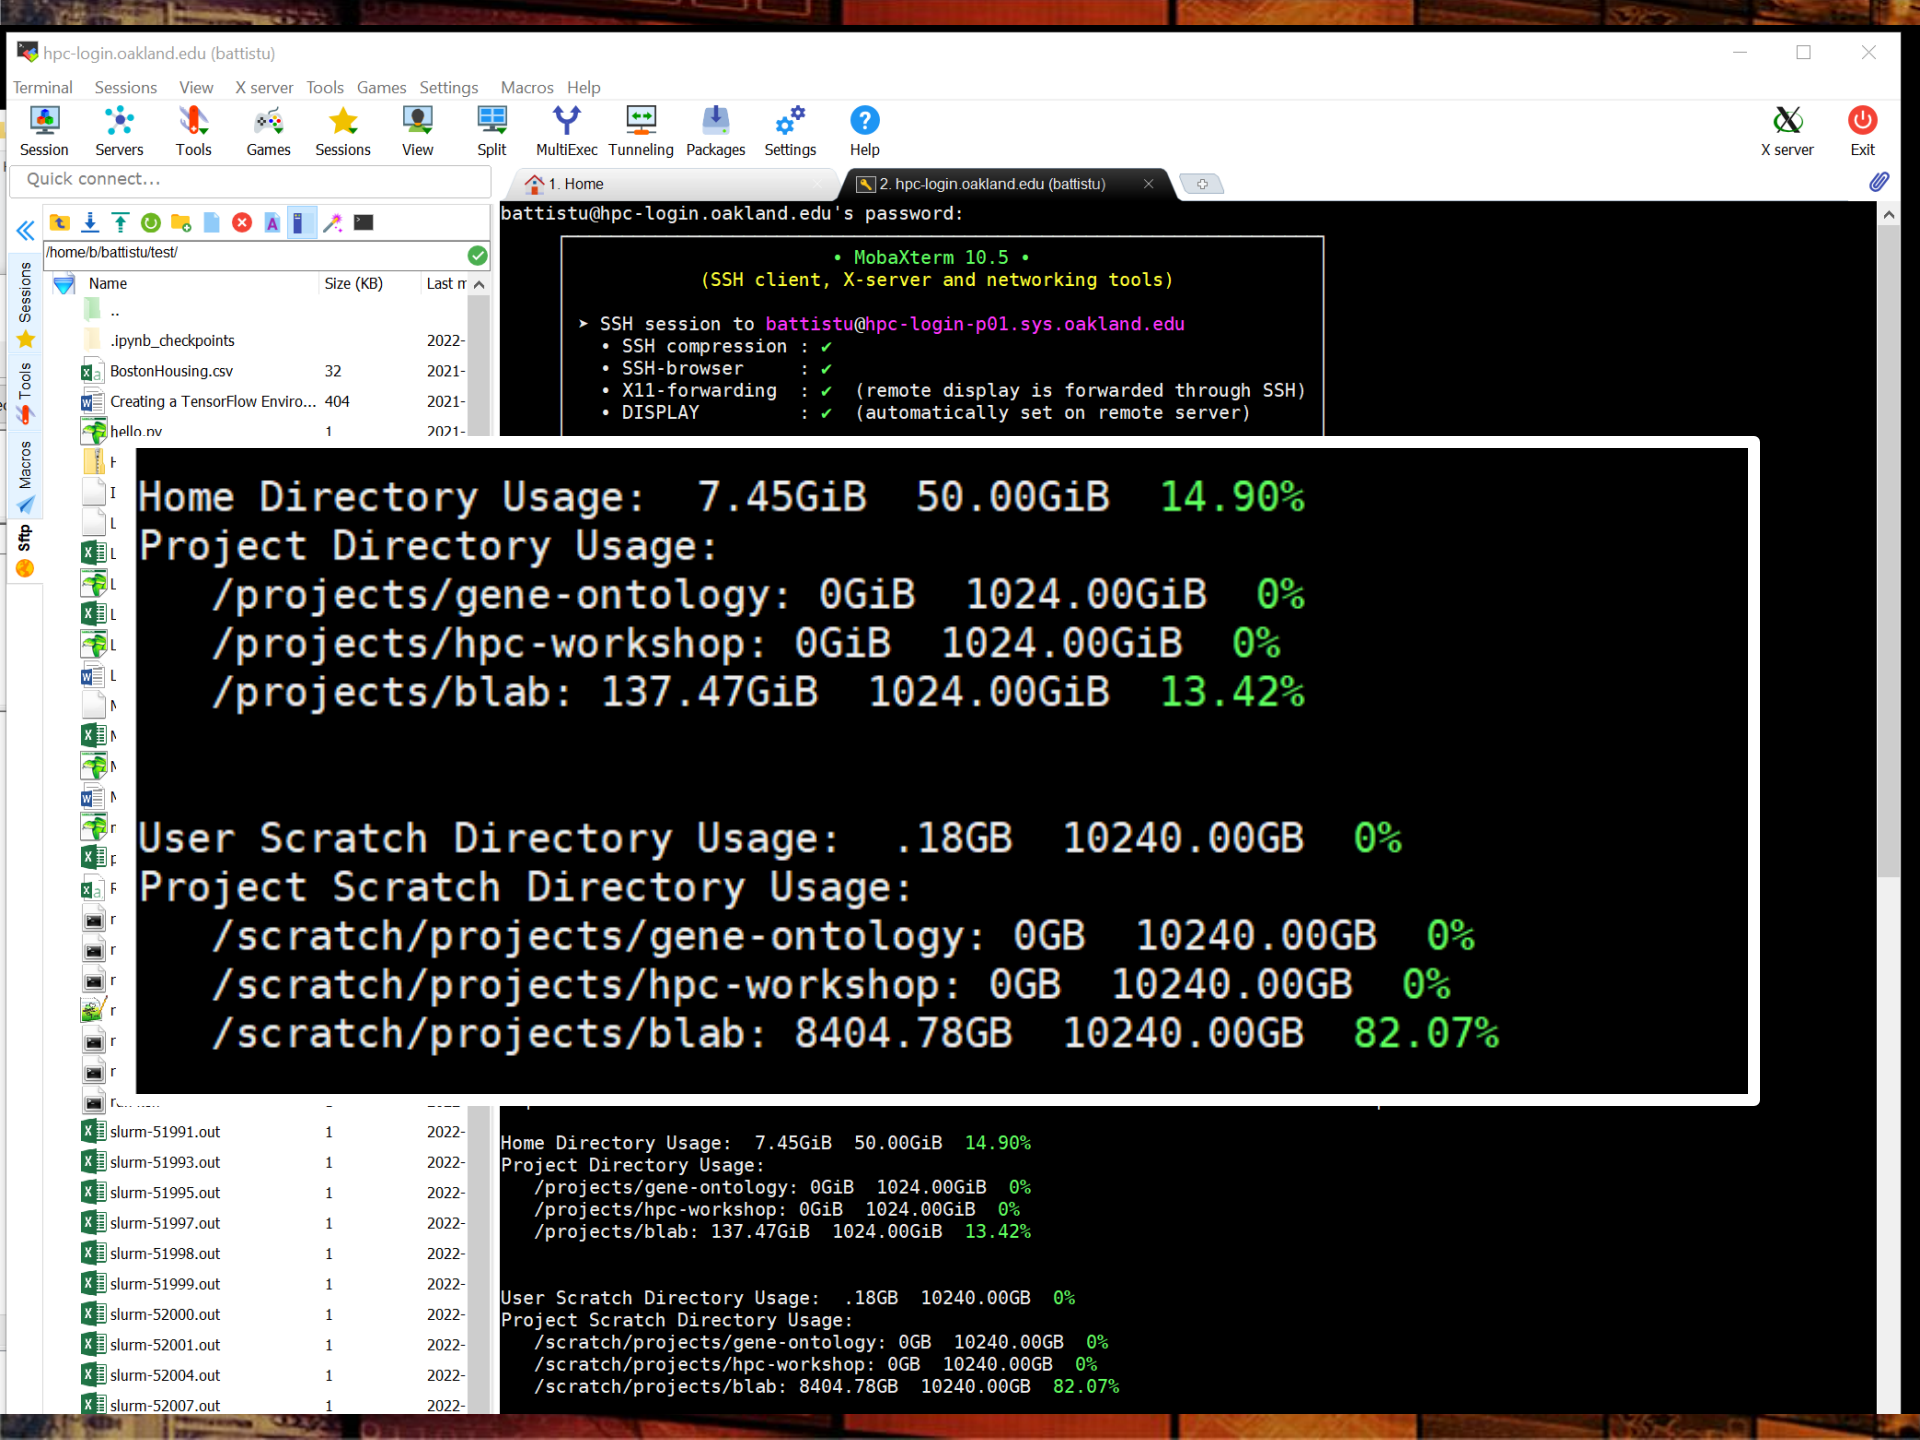 hpc-login.oakland.edu (battistu)
Terminal Sessions View X server Tools Games Settings Macros Help
Session Servers Tools Games Sessions View Split MultiExec Tunneling Packages Settings Help X server Exit
Quick connect...
1. Home
2. hpc-login.oakland.edu (battistu)
/home/b/battistu/test/
Sessions
Tools
Macros
Sftp
Name Size (KB) Last m
..
.ipynb_checkpoints 2022-
BostonHousing.csv 32 2021-
Creating a TensorFlow Enviro... 404 2021-
hello.py 1 2021-
slurm-51991.out 1 2022-
slurm-51993.out 1 2022-
slurm-51995.out 1 2022-
slurm-51997.out 1 2022-
slurm-51998.out 1 2022-
slurm-51999.out 1 2022-
slurm-52000.out 1 2022-
slurm-52001.out 1 2022-
slurm-52004.out 1 2022-
slurm-52007.out 1 2022-
battistu@hpc-login.oakland.edu's password:
• MobaXterm 10.5 •
(SSH client, X-server and networking tools)
➤ SSH session to battistu@hpc-login-p01.sys.oakland.edu
• SSH compression : ✔
• SSH-browser : ✔
• X11-forwarding : ✔ (remote display is forwarded through SSH)
• DISPLAY : ✔ (automatically set on remote server)
Home Directory Usage: 7.45GiB 50.00GiB 14.90%
Project Directory Usage:
/projects/gene-ontology: 0GiB 1024.00GiB 0%
/projects/hpc-workshop: 0GiB 1024.00GiB 0%
/projects/blab: 137.47GiB 1024.00GiB 13.42%
User Scratch Directory Usage: .18GB 10240.00GB 0%
Project Scratch Directory Usage:
/scratch/projects/gene-ontology: 0GB 10240.00GB 0%
/scratch/projects/hpc-workshop: 0GB 10240.00GB 0%
/scratch/projects/blab: 8404.78GB 10240.00GB 82.07%
Home Directory Usage: 7.45GiB 50.00GiB 14.90%
Project Directory Usage:
/projects/gene-ontology: 0GiB 1024.00GiB 0%
/projects/hpc-workshop: 0GiB 1024.00GiB 0%
/projects/blab: 137.47GiB 1024.00GiB 13.42%
User Scratch Directory Usage: .18GB 10240.00GB 0%
Project Scratch Directory Usage:
/scratch/projects/gene-ontology: 0GB 10240.00GB 0%
/scratch/projects/hpc-workshop: 0GB 10240.00GB 0%
/scratch/projects/blab: 8404.78GB 10240.00GB 82.07%